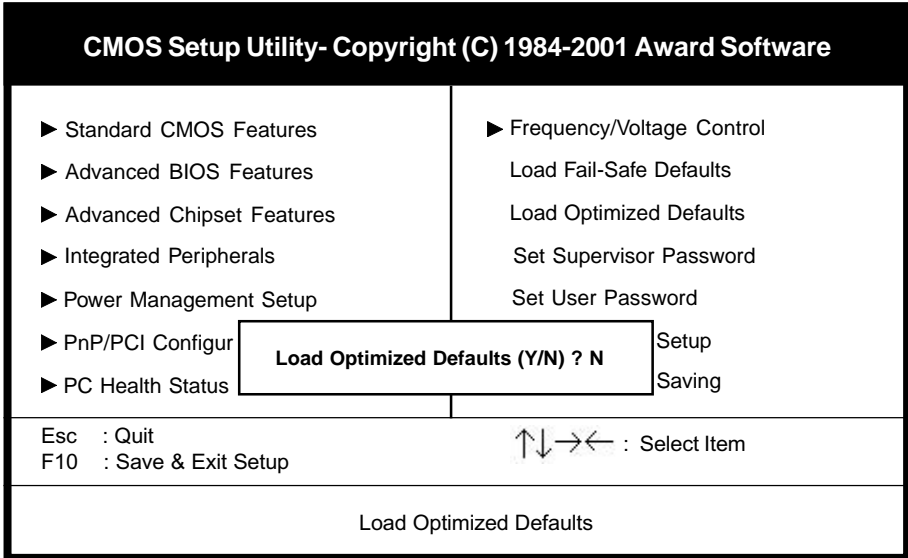 CMOS Setup Utility- Copyright (C) 1984-2001 Award Software
▶ Standard CMOS Features
▶ Advanced BIOS Features
▶ Advanced Chipset Features
▶ Integrated Peripherals
▶ Power Management Setup
▶ PnP/PCI Configur
▶ PC Health Status
▶ Frequency/Voltage Control
Load Fail-Safe Defaults
Load Optimized Defaults
Set Supervisor Password
Set User Password
Setup
Saving
Load Optimized Defaults (Y/N) ? N
Esc : Quit
F10 : Save & Exit Setup
↑↓→← : Select Item
Load Optimized Defaults